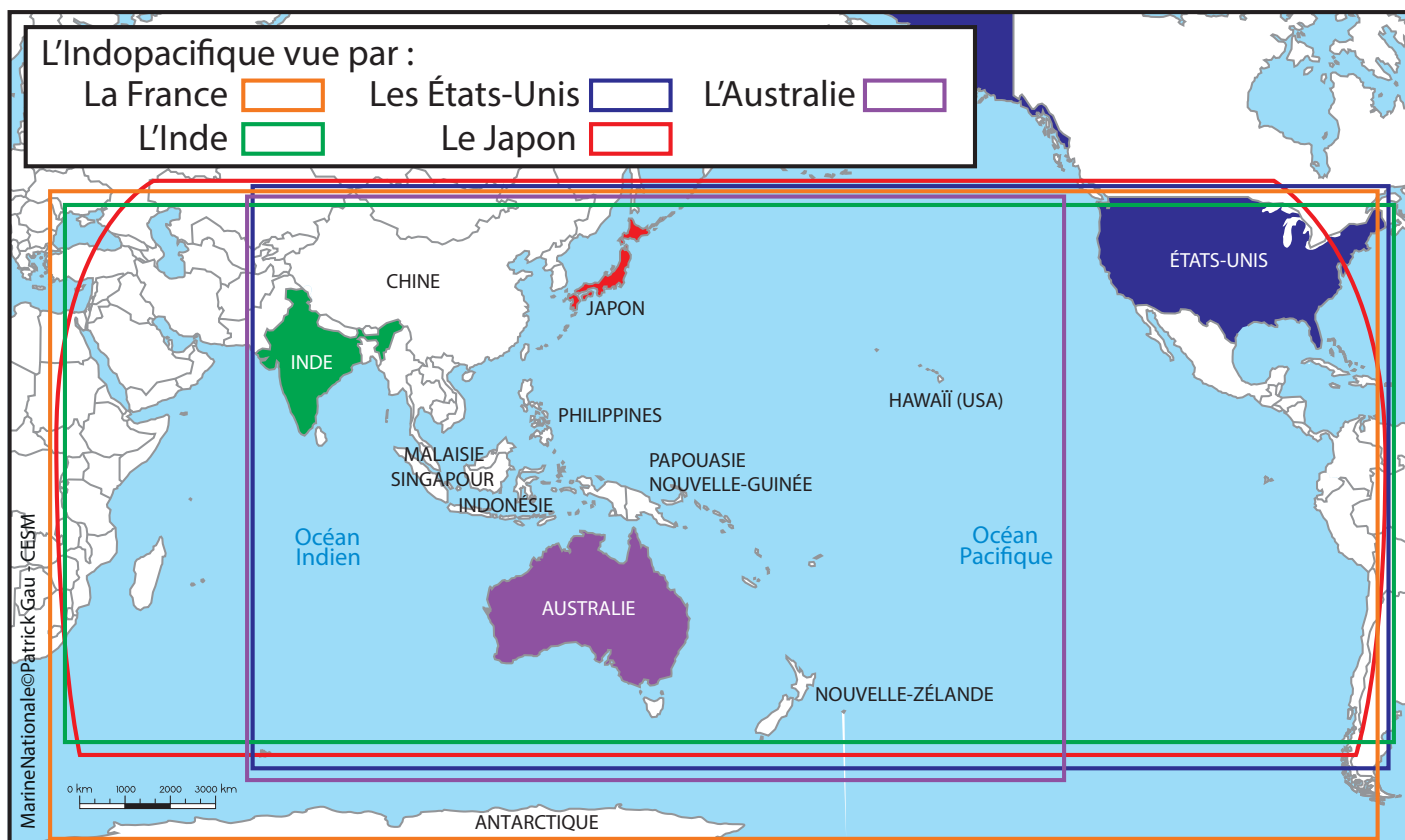 L'Indopacifique vue par :
La France
Les États-Unis
L'Australie
L'Inde
Le Japon
CHINE
JAPON
ÉTATS-UNIS
INDE
HAWAÏÏ (USA)
PHILIPPINES
MALAISIE
SINGAPOUR
INDONÉSIE
PAPOUASIE
NOUVELLE-GUINÉE
Océan
Indien
Océan
Pacifique
AUSTRALIE
NOUVELLE-ZÉLANDE
0 km 1000 2000 3000 km
ANTARCTIQUE
MarineNationale©Patrick Gau - CESM